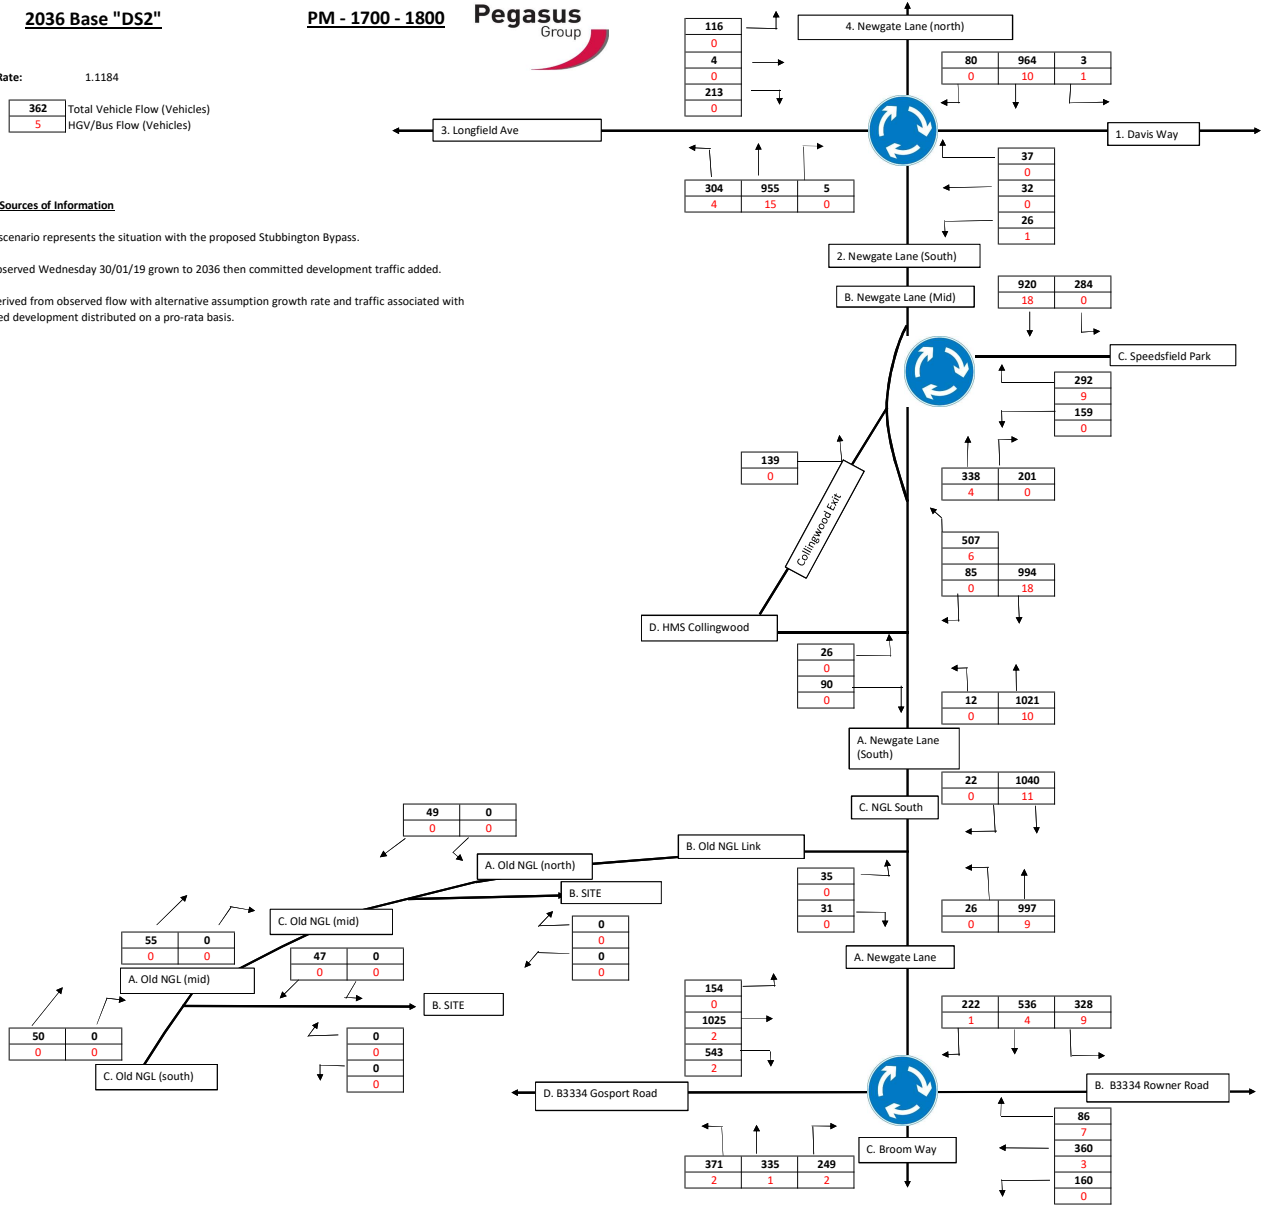 2036 Base "DS2"
PM - 1700 - 1800
Pegasus
Group
Rate: 1.1184
362 Total Vehicle Flow (Vehicles)
5 HGV/Bus Flow (Vehicles)
Sources of Information
scenario represents the situation with the proposed Stubbington Bypass.
Wednesday 30/01/19 grown to 2036 then committed development traffic added.
from observed flow with alternative assumption growth rate and traffic associated with
development distributed on a pro-rata basis.
116
0
4
0
213
0
4. Newgate Lane (north)
80 964 3
0 10 1
3. Longfield Ave
1. Davis Way
304 955 5
4 15 0
37
0
32
0
26
1
2. Newgate Lane (South)
B. Newgate Lane (Mid)
920 284
18 0
C. Speedsfield Park
292
9
159
0
139
0
338 201
4 0
Collingwood Exit
507
6
85 994
0 18
D. HMS Collingwood
26
0
90
0
12 1021
0 10
A. Newgate Lane
(South)
22 1040
0 11
C. NGL South
49 0
0 0
B. Old NGL Link
A. Old NGL (north)
B. SITE
35
0
31
0
26 997
0 9
C. Old NGL (mid)
0
0
0
0
55 0
0 0
47 0
0 0
A. Newgate Lane
A. Old NGL (mid)
B. SITE
154
0
1025
2
543
2
222 536 328
1 4 9
50 0
0 0
0
0
0
0
C. Old NGL (south)
D. B3334 Gosport Road
B. B3334 Rowner Road
C. Broom Way
371 335 249
2 1 2
86
7
360
3
160
0